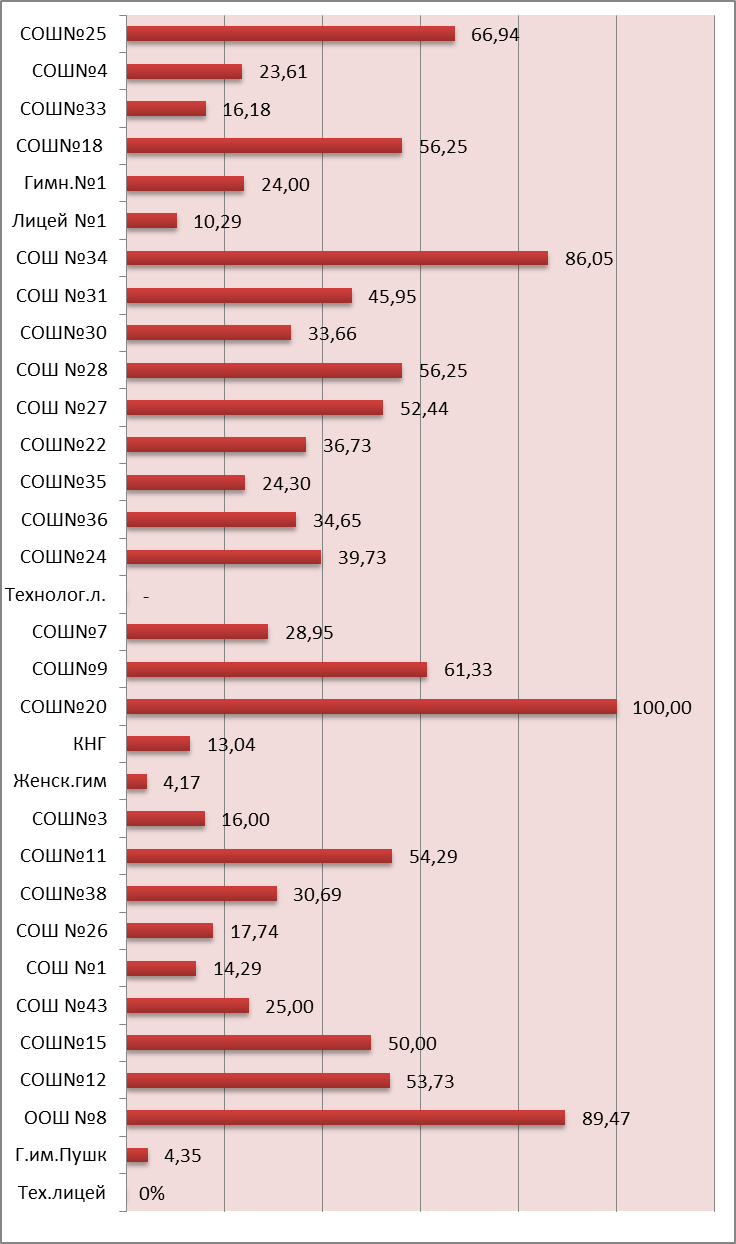 СОШ№25 66,94
СОШ№4 23,61
СОШ№33 16,18
СОШ№18 56,25
Гимн.№1 24,00
Лицей №1 10,29
СОШ №34 86,05
СОШ №31 45,95
СОШ№30 33,66
СОШ №28 56,25
СОШ №27 52,44
СОШ№22 36,73
СОШ№35 24,30
СОШ№36 34,65
СОШ№24 39,73
Технолог.л. -
СОШ№7 28,95
СОШ№9 61,33
СОШ№20 100,00
КНГ 13,04
Женск.гим 4,17
СОШ№3 16,00
СОШ№11 54,29
СОШ№38 30,69
СОШ №26 17,74
СОШ №1 14,29
СОШ №43 25,00
СОШ№15 50,00
СОШ№12 53,73
ООШ №8 89,47
Г.им.Пушк 4,35
Тех.лицей 0%